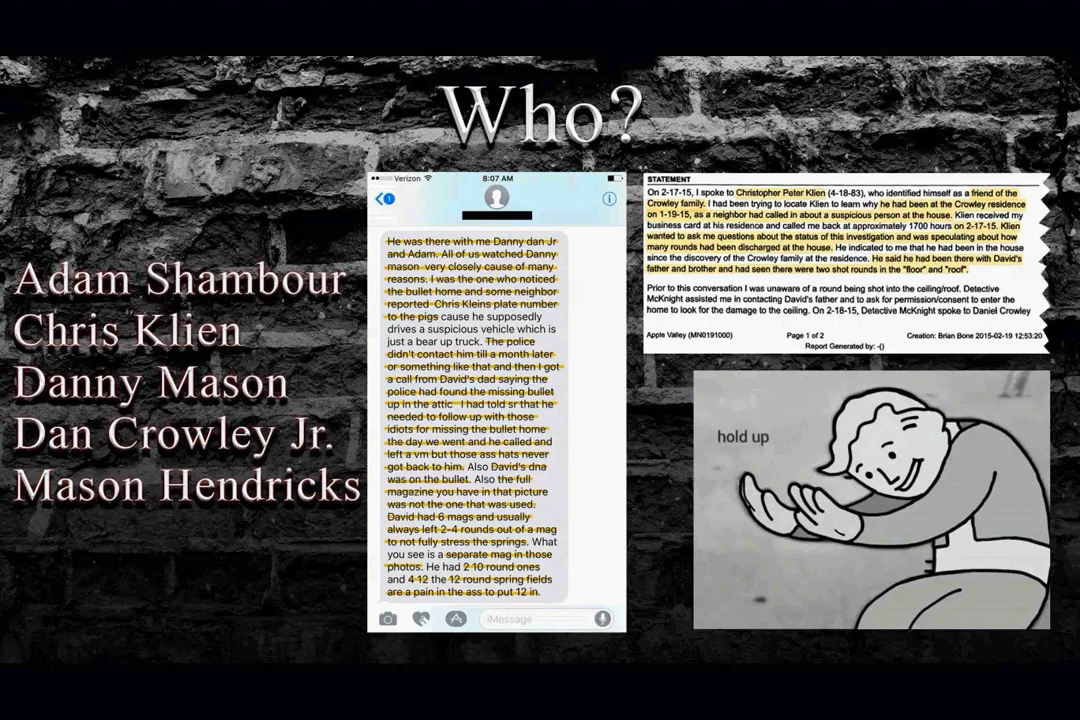 Who?
Adam Shambour
Chris Klien
Danny Mason
Dan Crowley Jr.
Mason Hendricks
Verizon
8:07 AM
1
He was there with me Danny dan Jr
and Adam. All of us watched Danny
mason very closely cause of many
reasons. I was the one who noticed
the bullet home and some neighbor
reported Chris Kleins plate number
to the pigs cause he supposedly
drives a suspicious vehicle which is
just a bear up truck. The police
didn't contact him till a month later
or something like that and then I got
a call from David's dad saying the
police had found the missing bullet
up in the attic I had told sr that he
needed to follow up with those
idiots for missing the bullet home
the day we went and he called and
left a vm but those ass hats never
got back to him. Also David's dna
was on the bullet. Also the full
magazine you have in that picture
was not the one that was used.
David had 6 mags and usually
always left 2-4 rounds out of a mag
to not fully stress the springs. What
you see is a separate mag in those
photos. He had 2 10 round ones
and 4 12 the 12 round spring fields
are a pain in the ass to put 12 in.
iMessage
STATEMENT
On 2-17-15, I spoke to Christopher Peter Klien (4-18-83), who identified himself as a friend of the
Crowley family. I had been trying to locate Klien to learn why he had been at the Crowley residence
on 1-19-15, as a neighbor had called in about a suspicious person at the house. Klien received my
business card at his residence and called me back at approximately 1700 hours on 2-17-15. Klien
wanted to ask me questions about the status of this investigation and was speculating about how
many rounds had been discharged at the house. He indicated to me that he had been in the house
since the discovery of the Crowley family at the residence. He said he had been there with David's
father and brother and had seen there were two shot rounds in the "floor" and "roof".
Prior to this conversation I was unaware of a round being shot into the ceiling/roof. Detective
McKnight assisted me in contacting David's father and to ask for permission/consent to enter the
home to look for the damage to the ceiling. On 2-18-15, Detective McKnight spoke to Daniel Crowley
Apple Valley (MN0191000)
Page 1 of 2
Creation: Brian Bone 2015-02-19 12:53:20
Report Generated by: -()
hold up